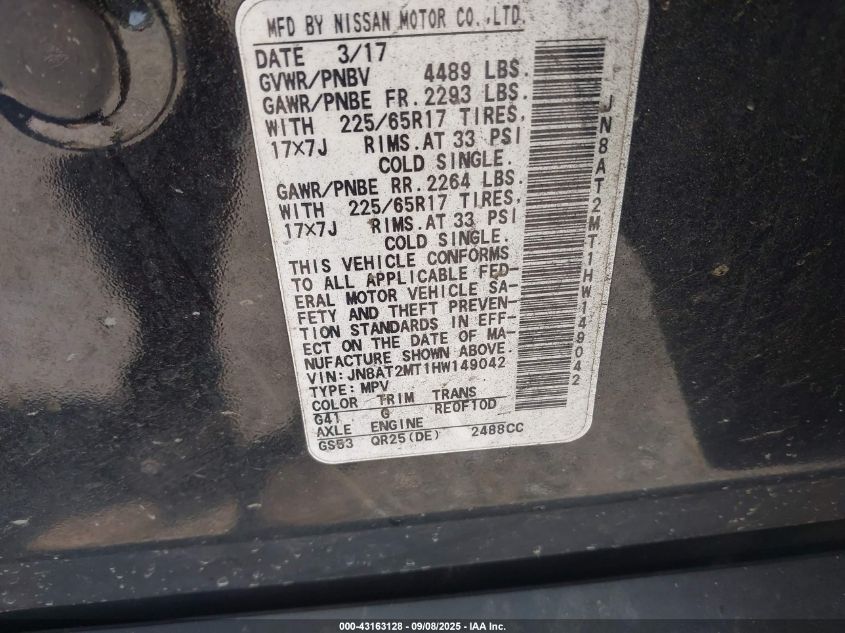 MFD BY NISSAN MOTOR CO.,LTD.
DATE 3/17
GVWR/PNBV 4489 LBS.
GAWR/PNBE FR. 2293 LBS.
WITH 225/65R17 TIRES,
17×7J RIMS. AT 33 PSI
COLD SINGLE.
GAWR/PNBE RR. 2264 LBS.
WITH 225/65R17 TIRES,
17×7J RIMS. AT 33 PSI
COLD SINGLE.
THIS VEHICLE CONFORMS
TO ALL APPLICABLE FED-
ERAL MOTOR VEHICLE SA-
FETY AND THEFT PREVEN-
TION STANDARDS IN EFF-
ECT ON THE DATE OF MA-
NUFACTURE SHOWN ABOVE.
VIN: JN8AT2MT1HW149042
TYPE: MPV
COLOR TRIM TRANS
G41 G RE0F10D
AXLE ENGINE
GS53 QR25(DE) 2488CC
JN8AT2MT1HW149042
000-43163128 - 09/08/2025 - IAA Inc.